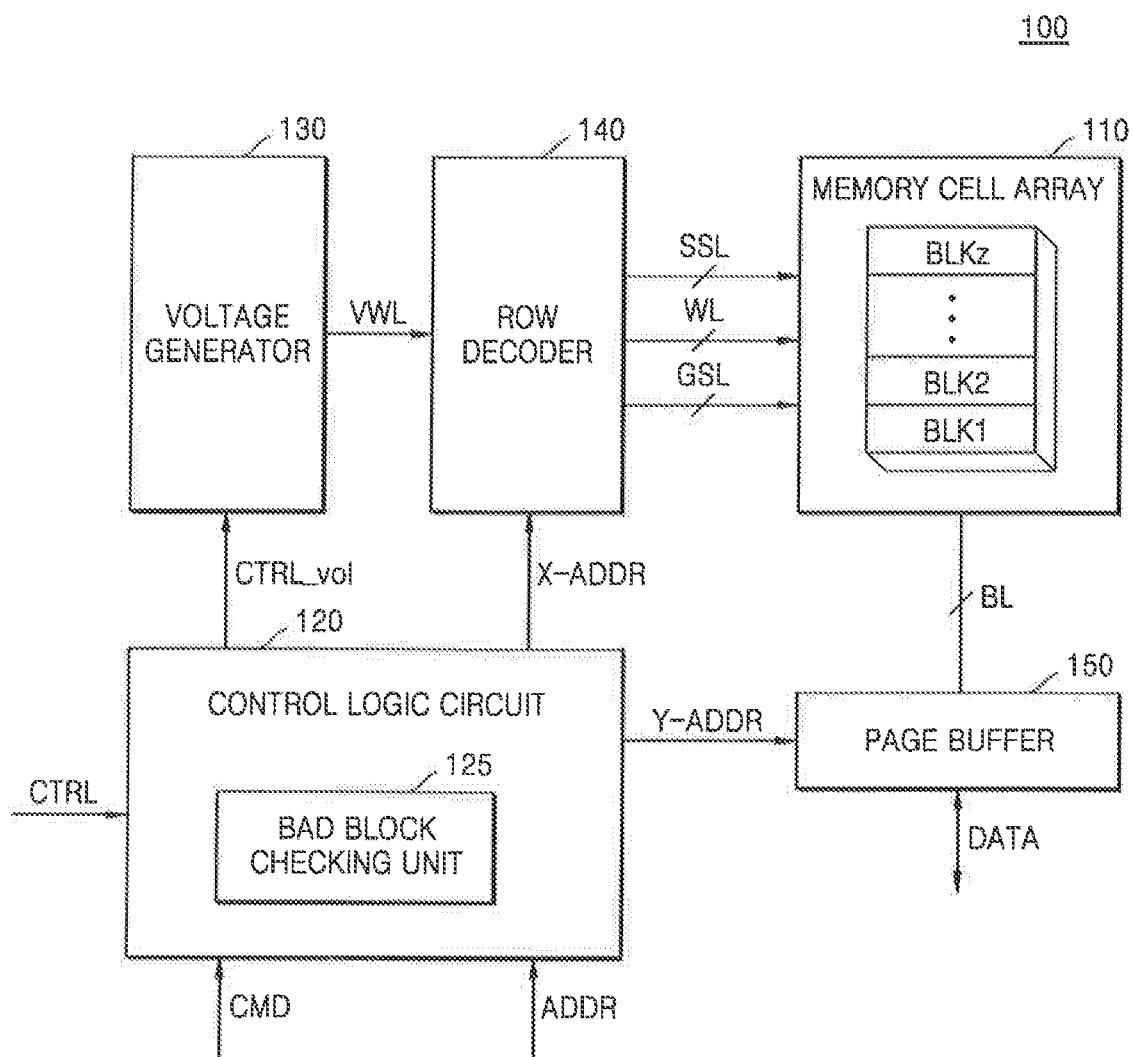 100
130
140
110
VOLTAGE
GENERATOR
VWL
ROW
DECODER
SSL
WL
GSL
MEMORY CELL ARRAY
BLKz
BLK2
BLK1
CTRL_vol
X-ADDR
BL
120
CONTROL LOGIC CIRCUIT
Y-ADDR
150
PAGE BUFFER
CTRL
125
BAD BLOCK
CHECKING UNIT
DATA
CMD
ADDR